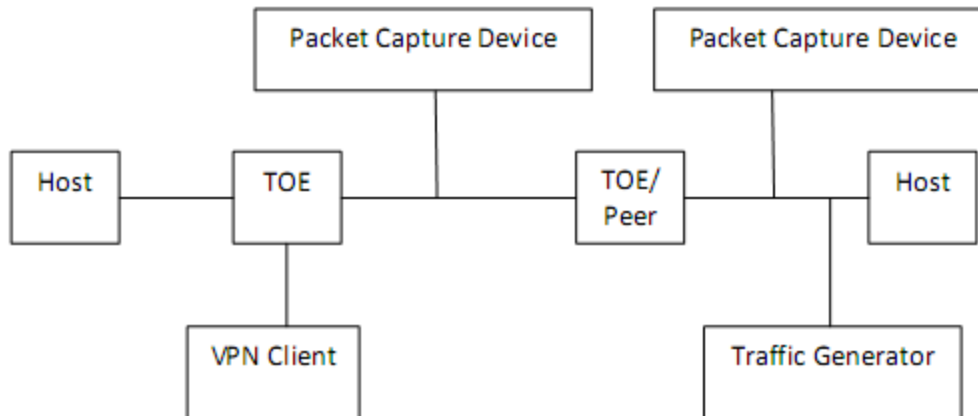 Packet Capture Device
Packet Capture Device
Host
TOE
TOE/
Peer
Host
VPN Client
Traffic Generator